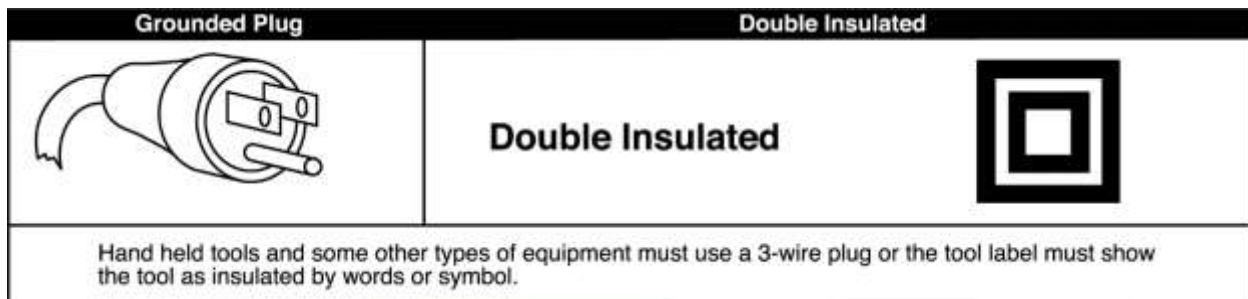 Grounded Plug
Double Insulated
Double Insulated
Hand held tools and some other types of equipment must use a 3-wire plug or the tool label must show
the tool as insulated by words or symbol.